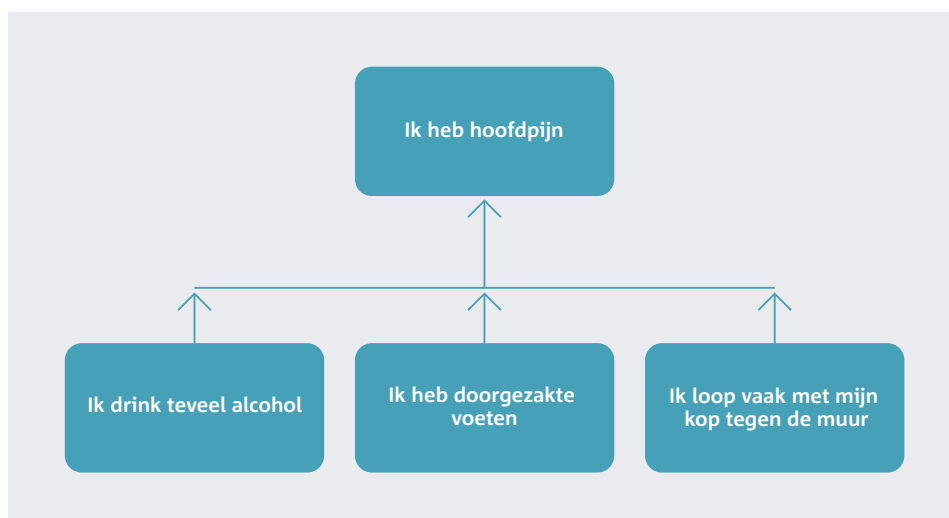 Ik heb hoofdpijn
Ik drink teveel alcohol
Ik heb doorgezakte
voeten
Ik loop vaak met mijn
kop tegen de muur